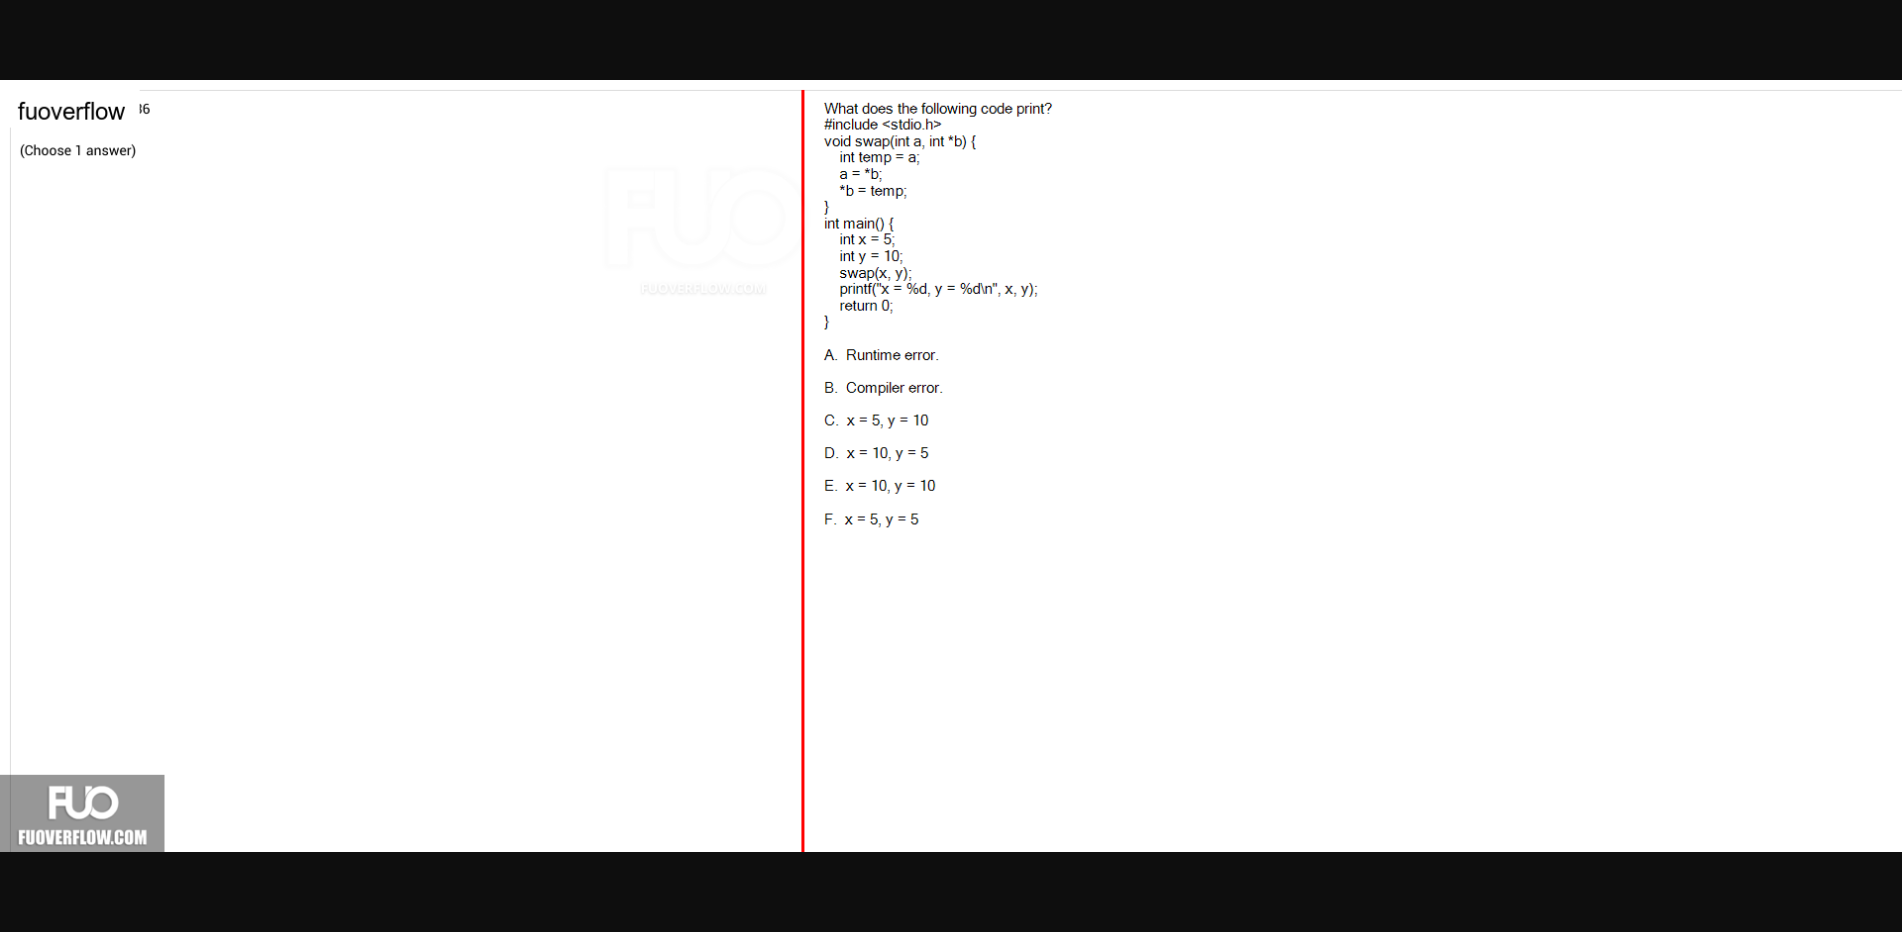 fuoverflow 36
(Choose 1 answer)
FUO
FUOVERFLOW.COM
What does the following code print?
#include <stdio.h>
void swap(int a, int *b) {
int temp = a;
a = *b;
*b = temp;
}
int main() {
int x = 5;
int y = 10;
swap(x, y);
printf("x = %d, y = %d\n", x, y);
return 0;
}
A. Runtime error.
B. Compiler error.
C. x = 5, y = 10
D. x = 10, y = 5
E. x = 10, y = 10
F. x = 5, y = 5
FUO
FUOVERFLOW.COM